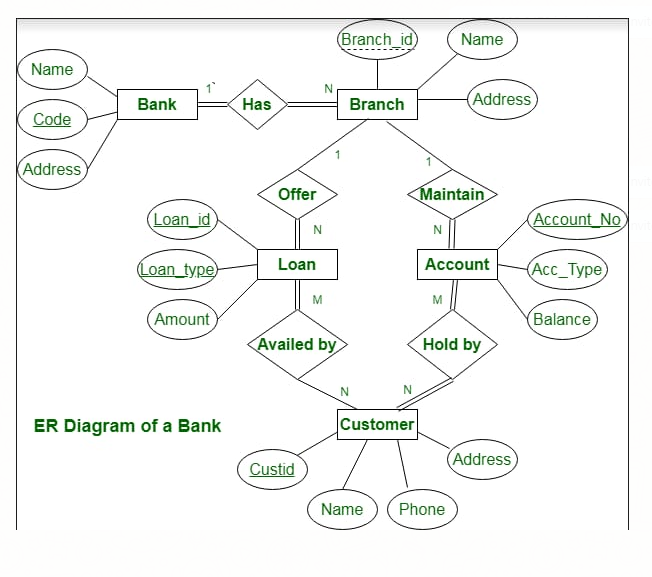 Branch_id
Name
Name
Bank
1`
Has
N
Branch
Address
Code
Address
1
1
Offer
Maintain
Loan_id
N
N
Account_No
Loan
Account
Loan_type
Acc_Type
M
M
Amount
Balance
Availed by
Hold by
N
N
ER Diagram of a Bank
Customer
Custid
Address
Name
Phone